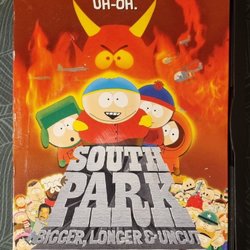 UH-OH.
SOUTH
PARK
BIGGER, LONGER & UNCUT